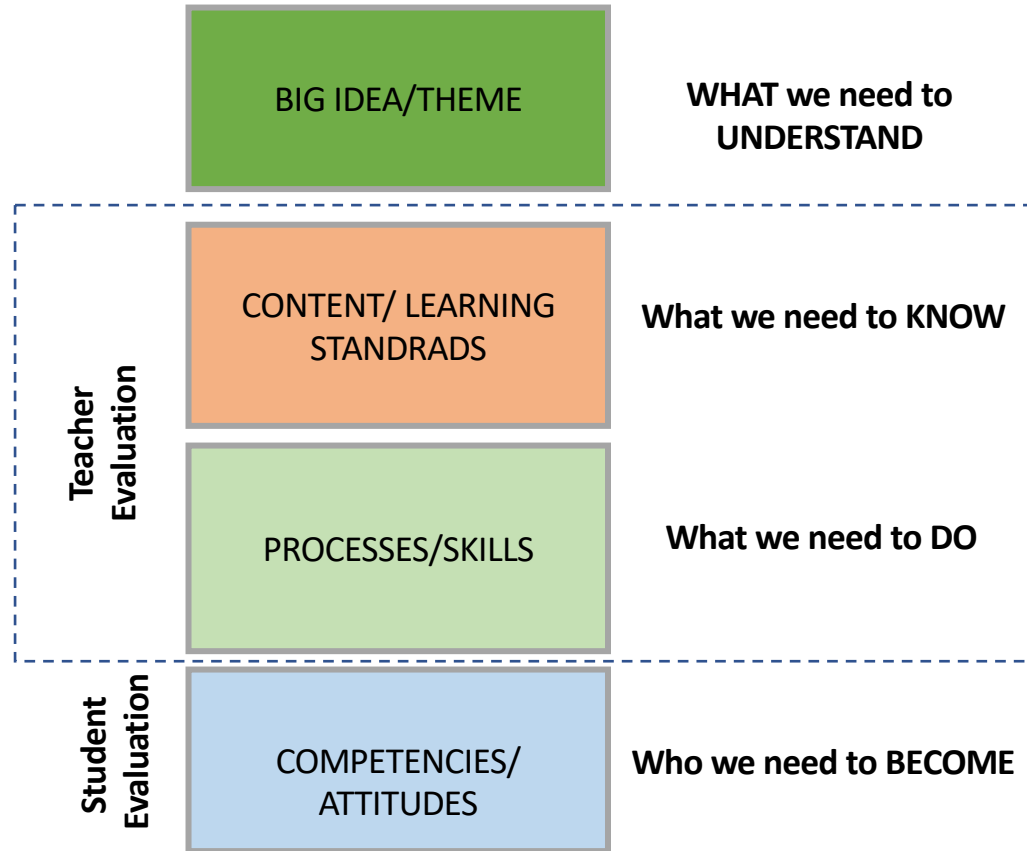 BIG IDEA/THEME
WHAT we need to
UNDERSTAND
Teacher
Evaluation
CONTENT/ LEARNING
STANDRADS
What we need to KNOW
PROCESSES/SKILLS
What we need to DO
Student
Evaluation
COMPETENCIES/
ATTITUDES
Who we need to BECOME